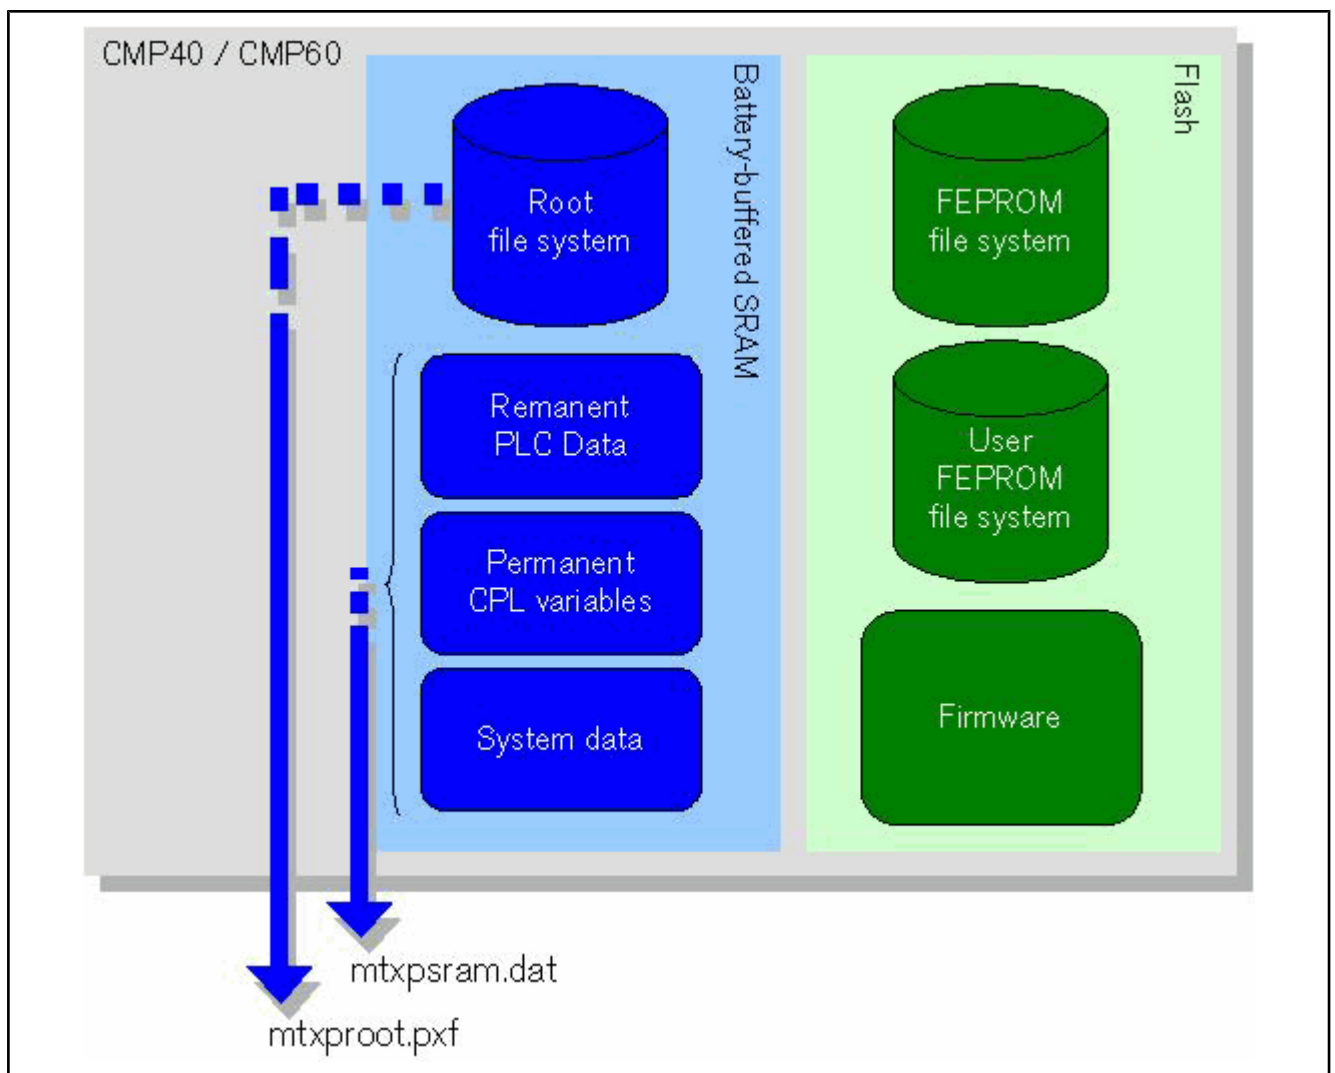 CMP40 / CMP60
Battery-buffered SRAM
Flash
Root
file system
FEPROM
file system
Remanent
PLC Data
User
FEPROM
file system
Permanent
CPL variables
System data
Firmware
mtxpsram.dat
mtxproot.pxf